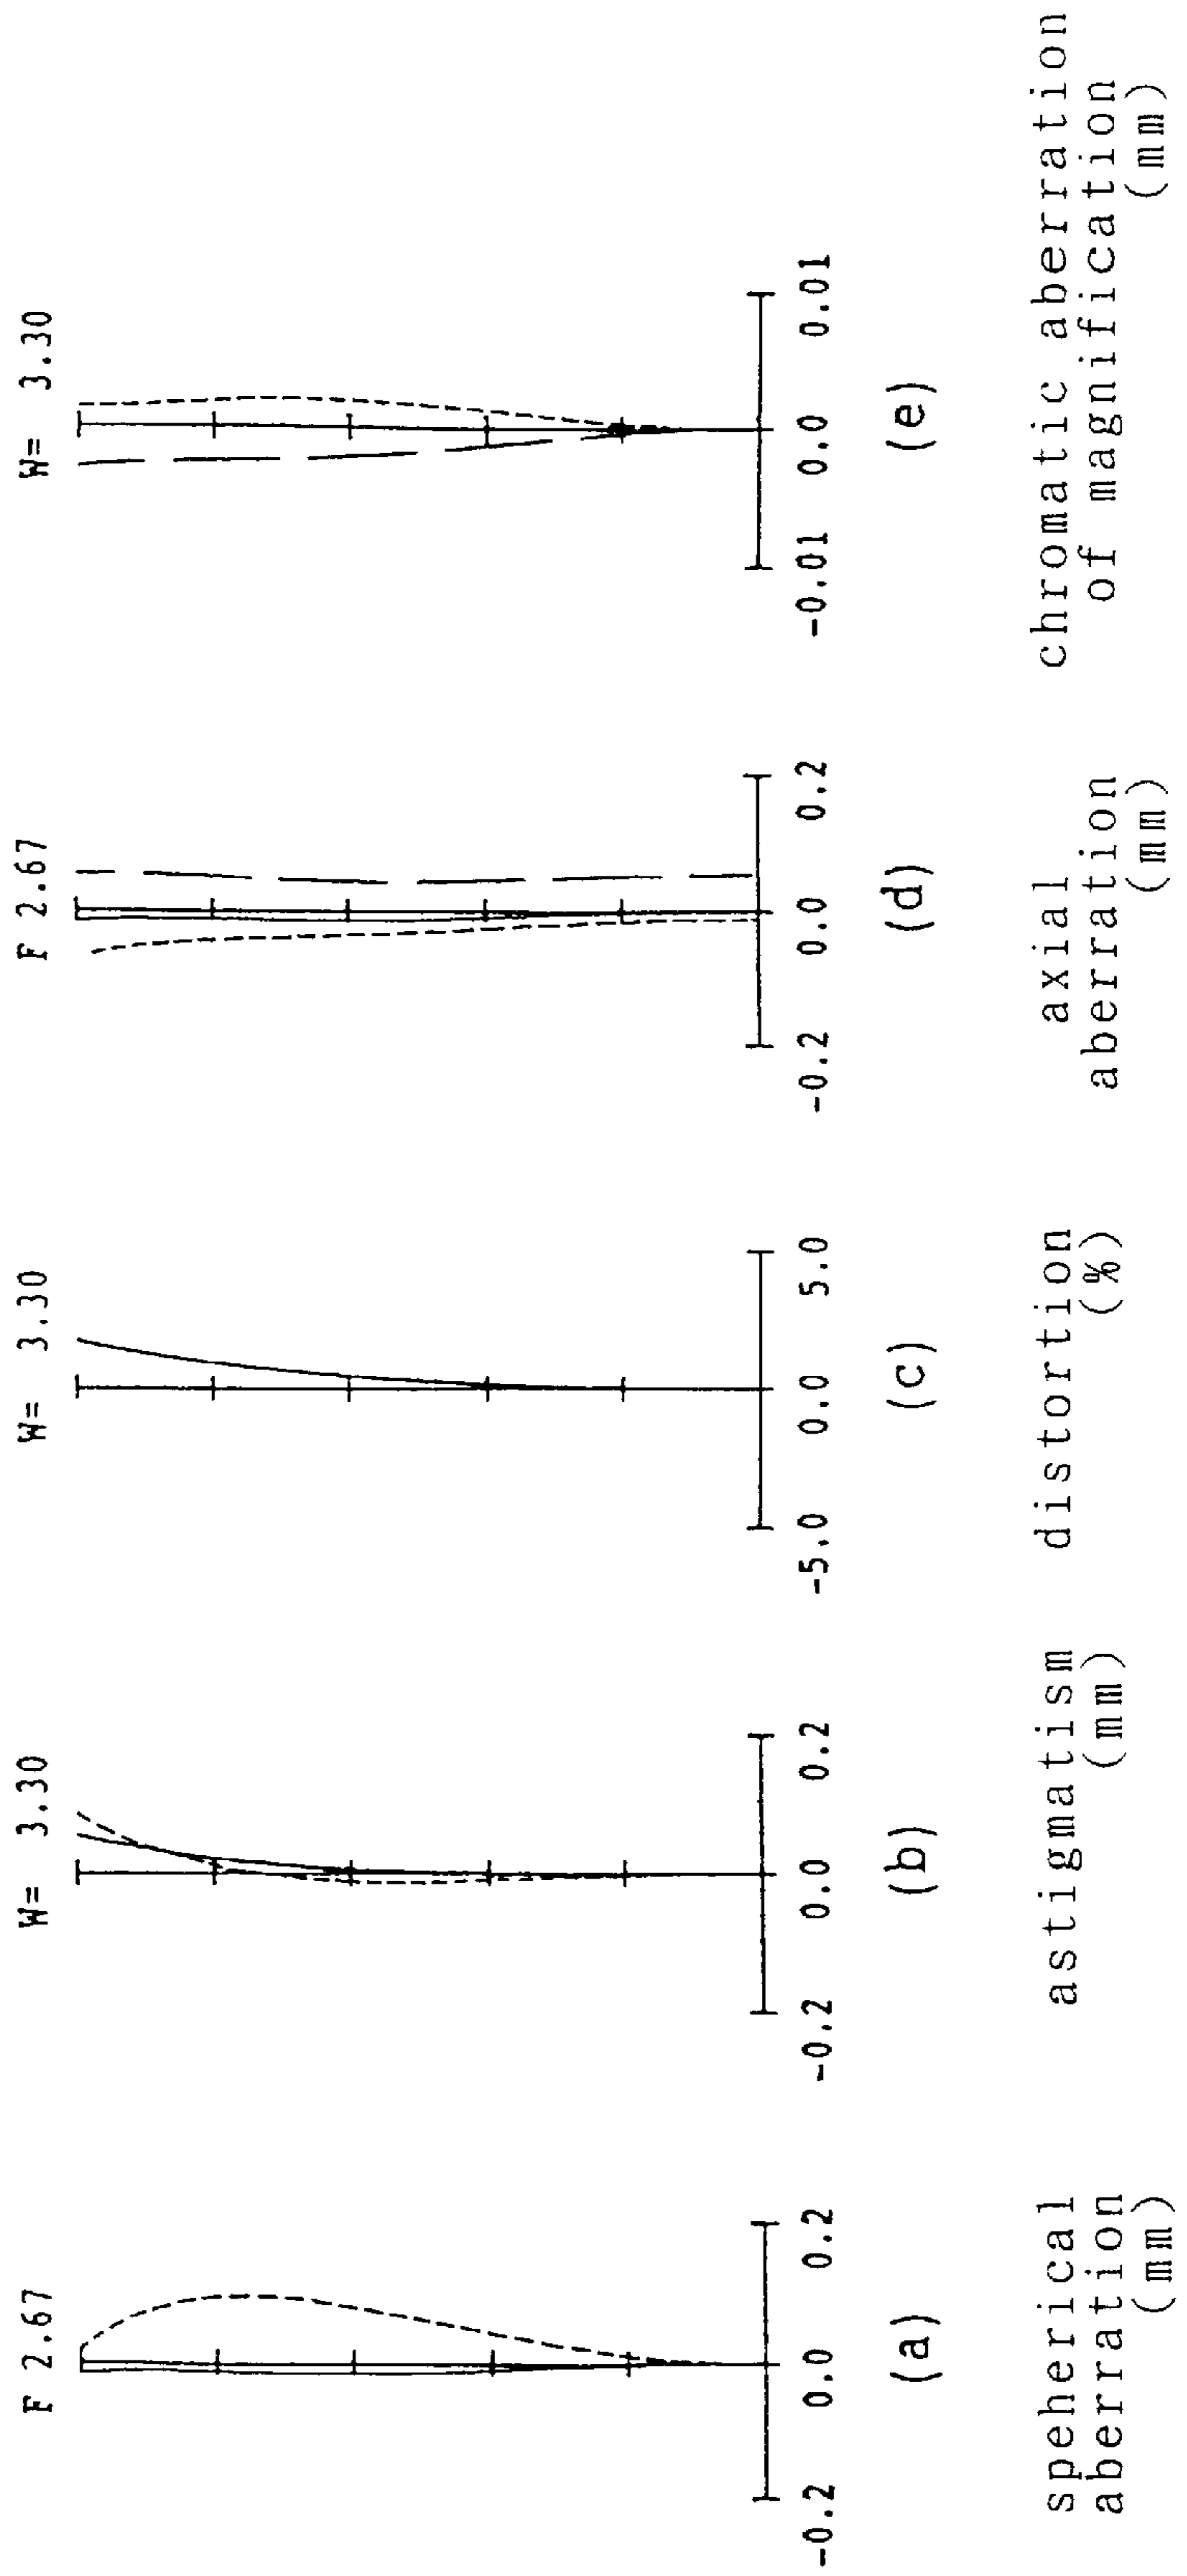 F 2.67
-0.2 0.0 0.2
(a)
speherical
aberration
(mm)
W= 3.30
-0.2 0.0 0.2
(b)
astigmatism
(mm)
W= 3.30
-5.0 0.0 5.0
(c)
distortion
(%)
F 2.67
-0.2 0.0 0.2
(d)
axial
aberration
(mm)
W= 3.30
-0.01 0.0 0.01
(e)
chromatic aberration
of magnification
(mm)